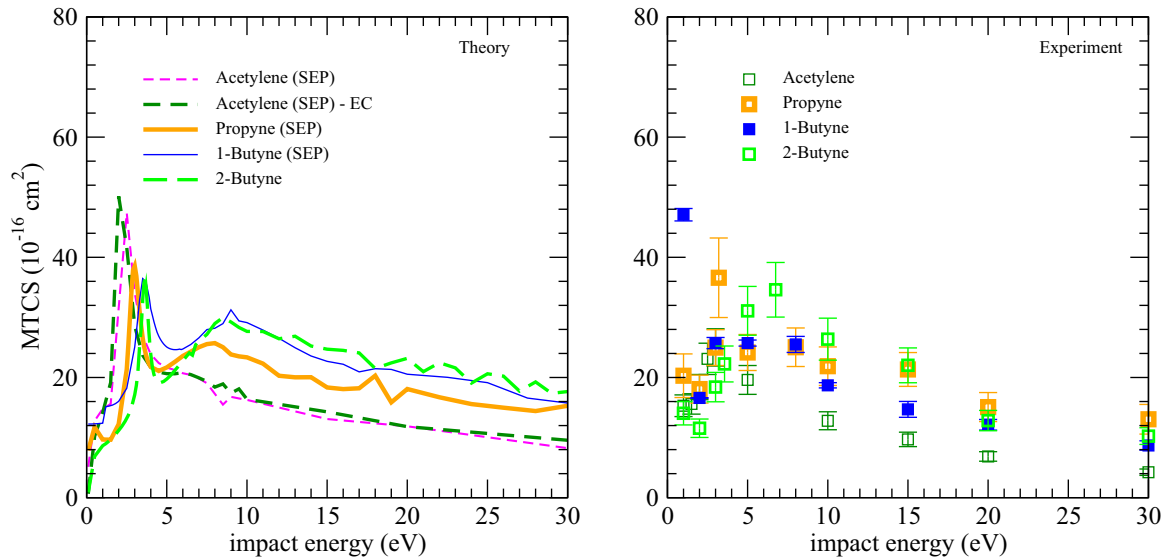 80
60
40
20
0
MTCS (10⁻¹⁶ cm²)
Theory
Acetylene (SEP)
Acetylene (SEP) - EC
Propyne (SEP)
1-Butyne (SEP)
2-Butyne
0 5 10 15 20 25 30
impact energy (eV)
80
60
40
20
0
Experiment
Acetylene
Propyne
1-Butyne
2-Butyne
0 5 10 15 20 25 30
impact energy (eV)